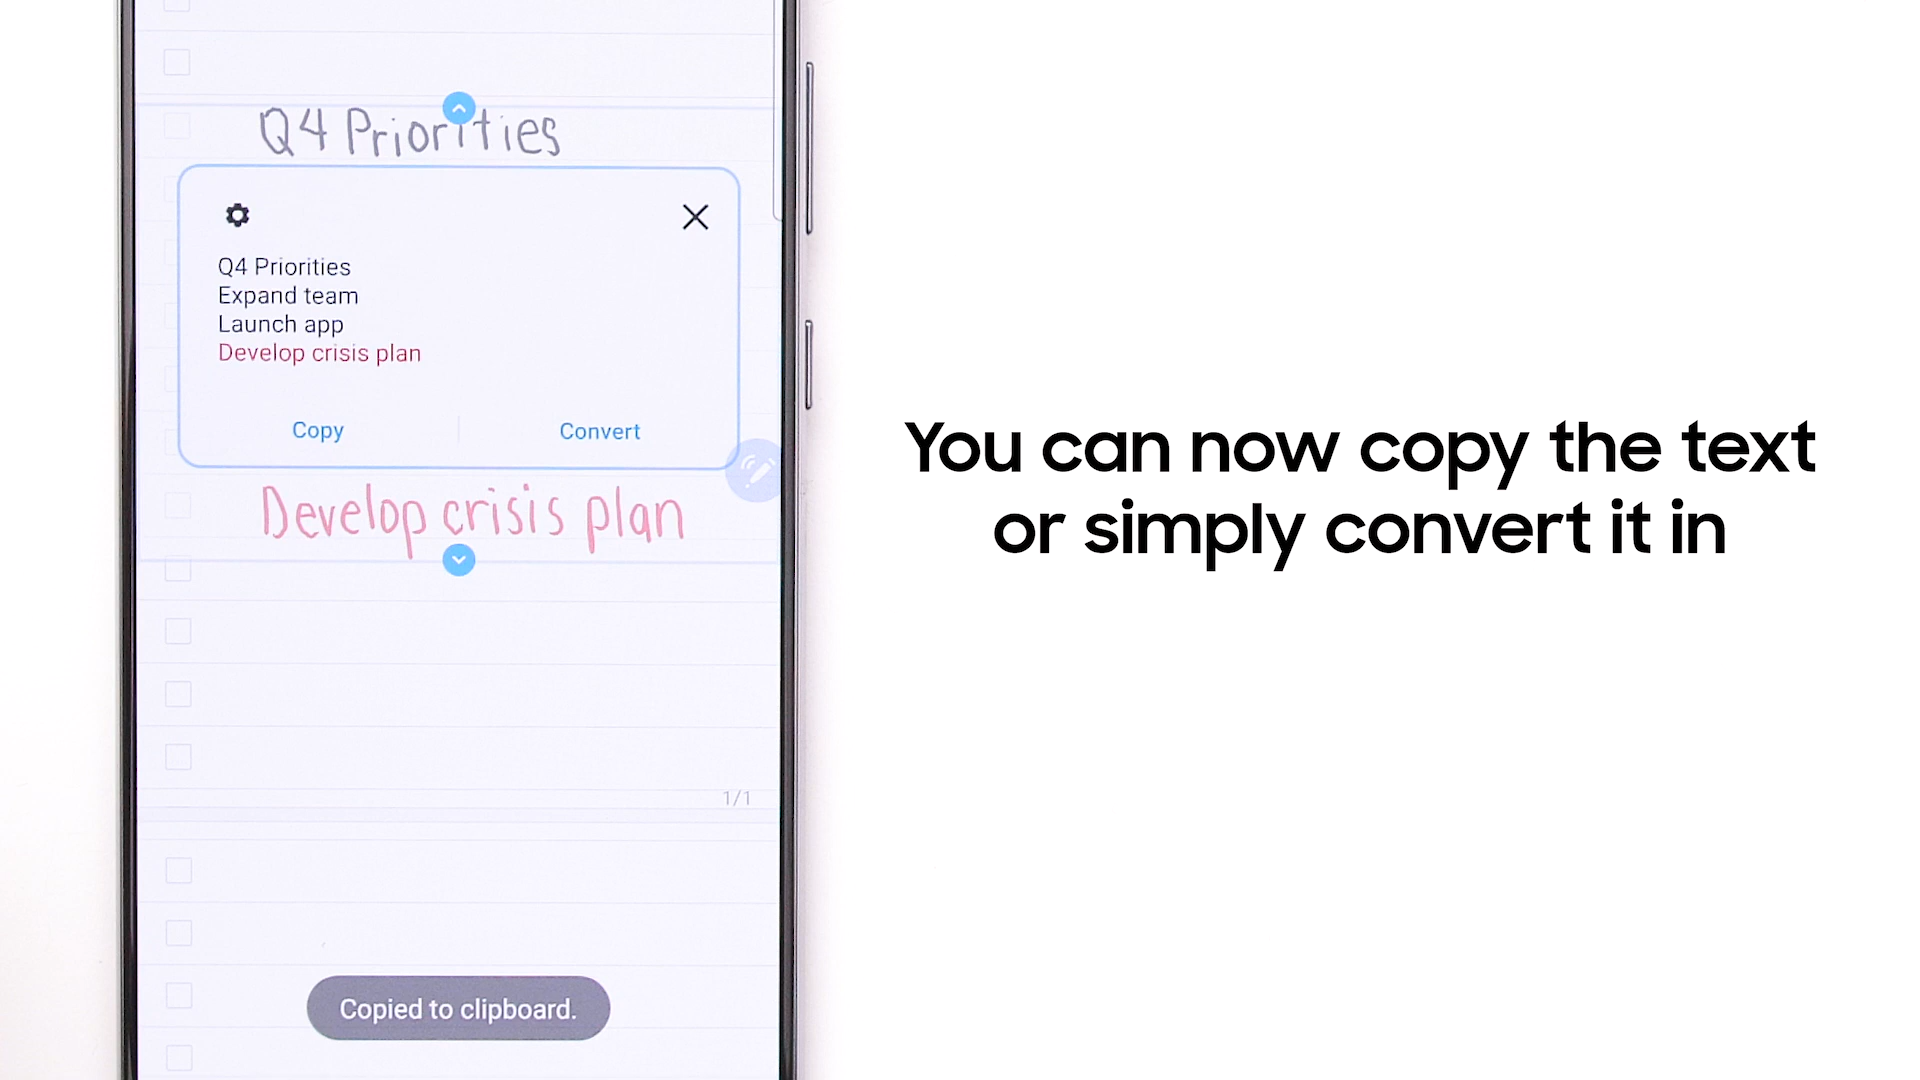 Q4 Priorities
Q4 Priorities
Expand team
Launch app
Develop crisis plan
Copy
Convert
Develop crisis plan
1/1
Copied to clipboard.
You can now copy the text
or simply convert it in